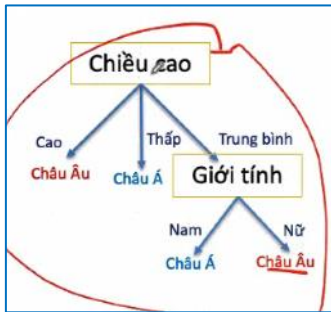 Chiều cao
Cao
Thấp
Trung bình
Châu Âu
Châu Á
Giới tính
Nam
Nữ
Châu Á
Châu Âu